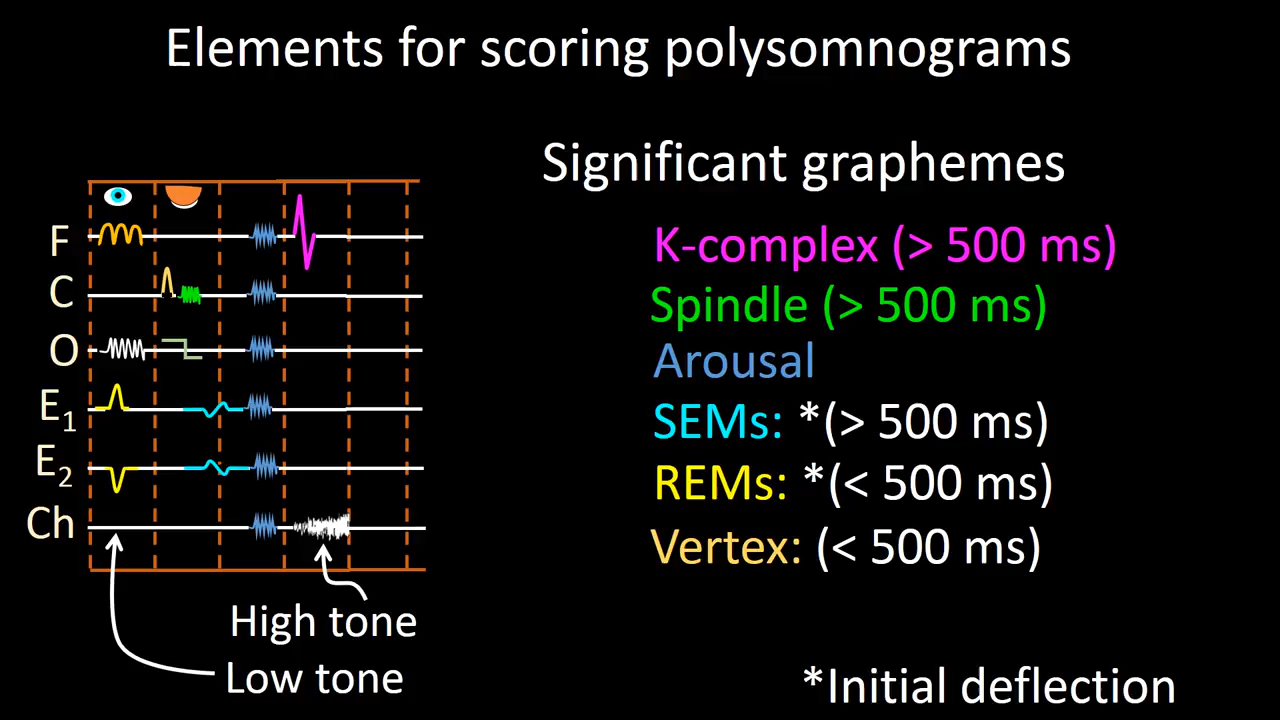 Elements for scoring polysomnograms
Significant graphemes
F
C
O
E1
E2
Ch
High tone
Low tone
K-complex (> 500 ms)
Spindle (> 500 ms)
Arousal
SEMs: *(> 500 ms)
REMs: *(< 500 ms)
Vertex: (< 500 ms)
*Initial deflection